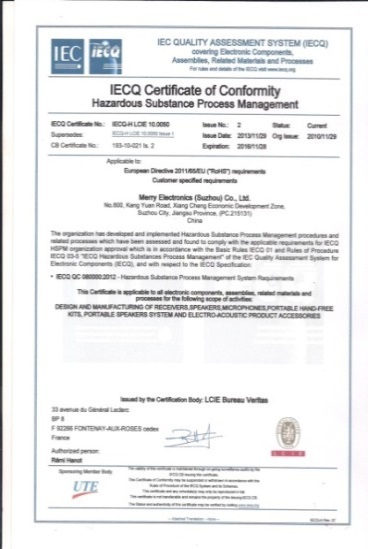 IEC
IECQ
IEC QUALITY ASSESSMENT SYSTEM (IECQ)
covering Electronic Components,
Assemblies, Related Materials and Processes
For rules and details of the IECQ visit www.iecq.org
IECQ Certificate of Conformity
Hazardous Substance Process Management
IECQ Certificate No.: IECQ-H LCIE 10.0050 Issue No.: 2 Status: Current
Supersedes: IECQ-H LCIE 10.0050 Issue 1 Issue Date: 2013/11/29 Org Issue: 2010/11/29
CB Certificate No.: 193-10-021 Is. 2 Expiration: 2016/11/28
Applicable to:
European Directive 2011/65/EU ("RoHS") requirements
Customer specified requirements
Merry Electronics (Suzhou) Co., Ltd.
No.800, Kang Yuan Road, Xiang Cheng Economic Development Zone,
Suzhou City, Jiangsu Province, (PC.215131)
China
The organization has developed and implemented Hazardous Substance Process Management procedures and
related processes which have been assessed and found to comply with the applicable requirements for IECQ
HSPM organization approval which is in accordance with the Basic Rules IECQ 01 and Rules of Procedure
IECQ 03-5 "IECQ Hazardous Substances Process Management" of the IEC Quality Assessment System for
Electronic Components (IECQ), and with respect to the IECQ Specification:
• IECQ QC 080000:2012 - Hazardous Substance Process Management System Requirements
This Certificate is applicable to all electronic components, assemblies, related materials and
processes for the following scope of activities:
DESIGN AND MANUFACTURING OF RECEIVERS,SPEAKERS,MICROPHONES,PORTABLE HAND-FREE
KITS, PORTABLE SPEAKERS SYSTEM AND ELECTRO-ACOUSTIC PRODUCT ACCESSORIES
Issued by the Certification Body: LCIE Bureau Veritas
33 avenue du Général Leclerc
BP 8
F 92266 FONTENAY-AUX-ROSES cedex
France
Authorized person:
Rémi Hanot
LCIE
Sponsoring Member Body
UTE
The validity of this certificate is maintained through on-going surveillance audits by the
IECQ CB issuing this certificate.
This Certificate of Conformity may be suspended or withdrawn in accordance with the
Rules of Procedure of the IECQ System and its Schemes.
This certificate and any schedule(s) may only be reproduced in full.
This certificate is not transferable and remains the property of the issuing IECQ CB.
The Status and authenticity of this certificate may be verified by visiting www.iecq.org